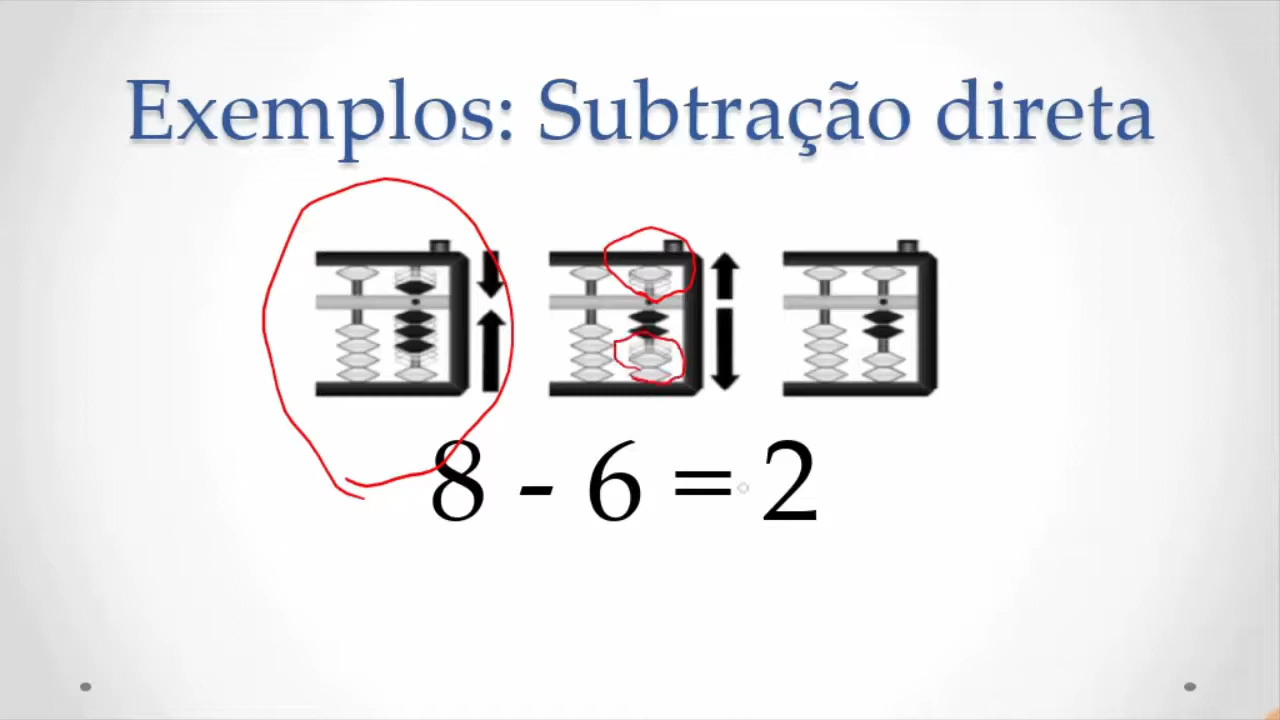 Exemplos: Subtração direta
8 - 6 = 2